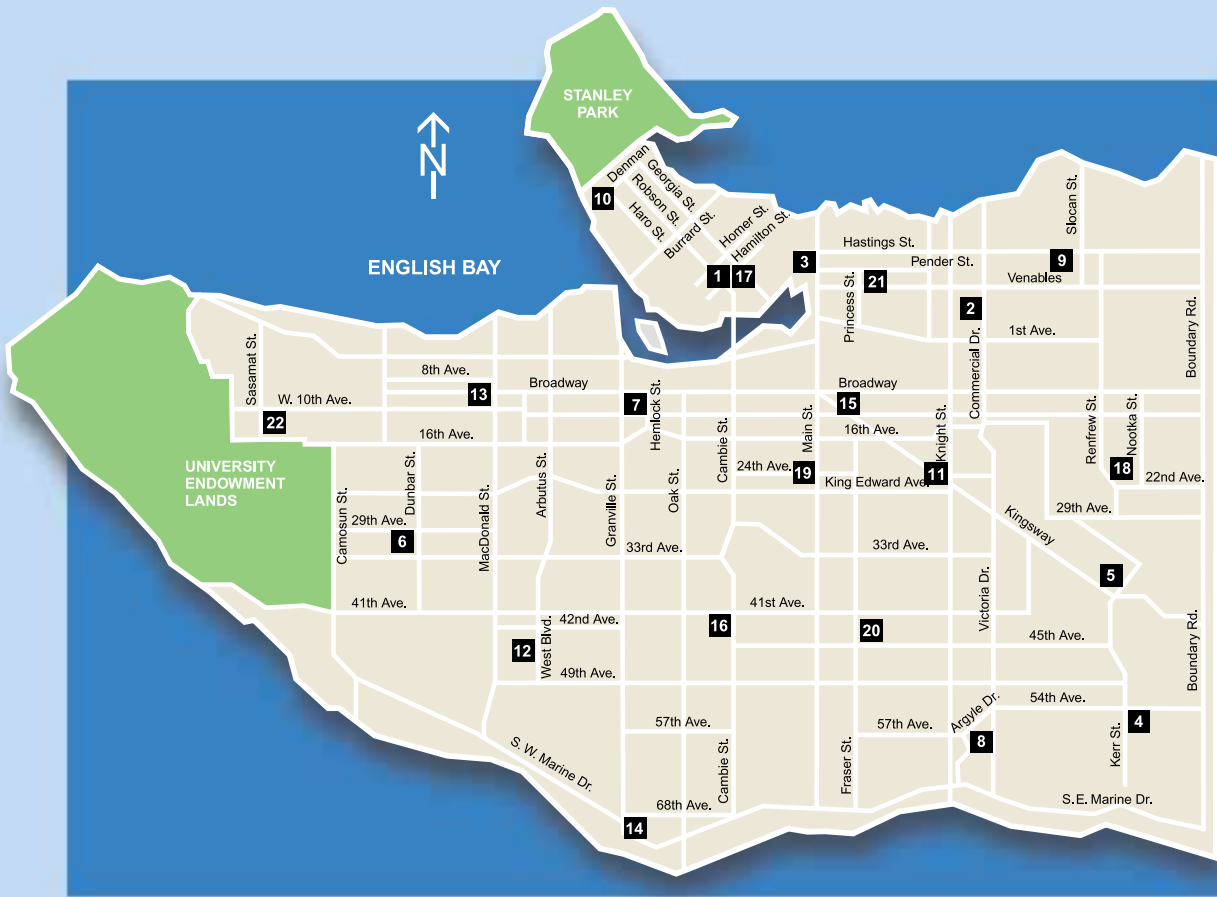 STANLEY
PARK
N
ENGLISH BAY
Denman
Georgia St.
Robson St.
Haro St.
Burrard St.
Homer St.
Hamilton St.
10
1
17
3
Hastings St.
Pender St.
Venables
Slocan St.
9
21
Princess St.
2
1st Ave.
Commercial Dr.
Boundary Rd.
Sasamat St.
8th Ave.
W. 10th Ave.
13
Broadway
22
16th Ave.
7
Hemlock St.
Broadway
15
16th Ave.
Main St.
Knight St.
Renfrew St.
Nootka St.
UNIVERSITY
ENDOWMENT
LANDS
Dunbar St.
Cambie St.
24th Ave.
19
King Edward Ave.
11
18
22nd Ave.
Camosun St.
29th Ave.
6
MacDonald St.
Arbutus St.
Granville St.
Oak St.
33rd Ave.
33rd Ave.
Kingsway
29th Ave.
5
41th Ave.
42nd Ave.
41st Ave.
16
20
Victoria Dr.
45th Ave.
12
West Blvd.
49th Ave.
Boundary Rd.
57th Ave.
57th Ave.
Argyle Dr.
54th Ave.
8
4
Kerr St.
S. W. Marine Dr.
Cambie St.
Fraser St.
68th Ave.
14
S.E. Marine Dr.